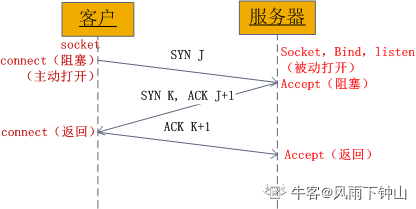 客户
服务器
socket
connect（阻塞）
（主动打开）
SYN J
Socket, Bind, listen
（被动打开）
Accept（阻塞）
SYN K, ACK J+1
connect（返回）
ACK K+1
Accept（返回）
牛客@风雨下钟山